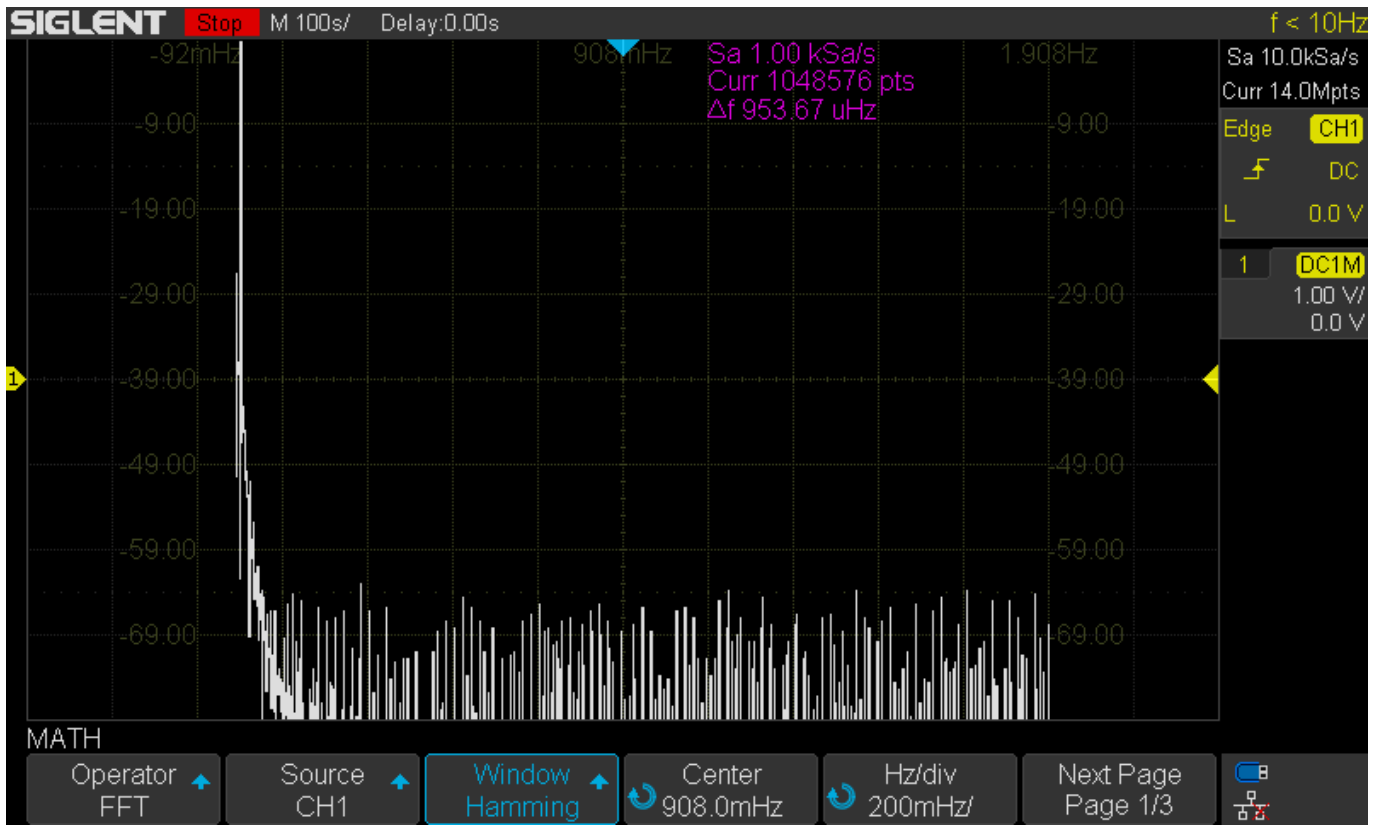 SIGLENT Stop M 100s/ Delay:0.00s f < 10Hz
-92mHz 908mHz Sa 1.00 kSa/s 1.908Hz
Curr 1048576 pts
Δf 953.67 uHz
Sa 10.0kSa/s
Curr 14.0Mpts
Edge CH1
DC
L 0.0 V
1 DC1M
1.00 V/
0.0 V
-9.00 -9.00
-19.00 -19.00
-29.00 -29.00
1 -39.00 -39.00
-49.00 -49.00
-59.00 -59.00
-69.00 -69.00
MATH
Operator Source Window Center Hz/div Next Page
FFT CH1 Hamming 908.0mHz 200mHz/ Page 1/3